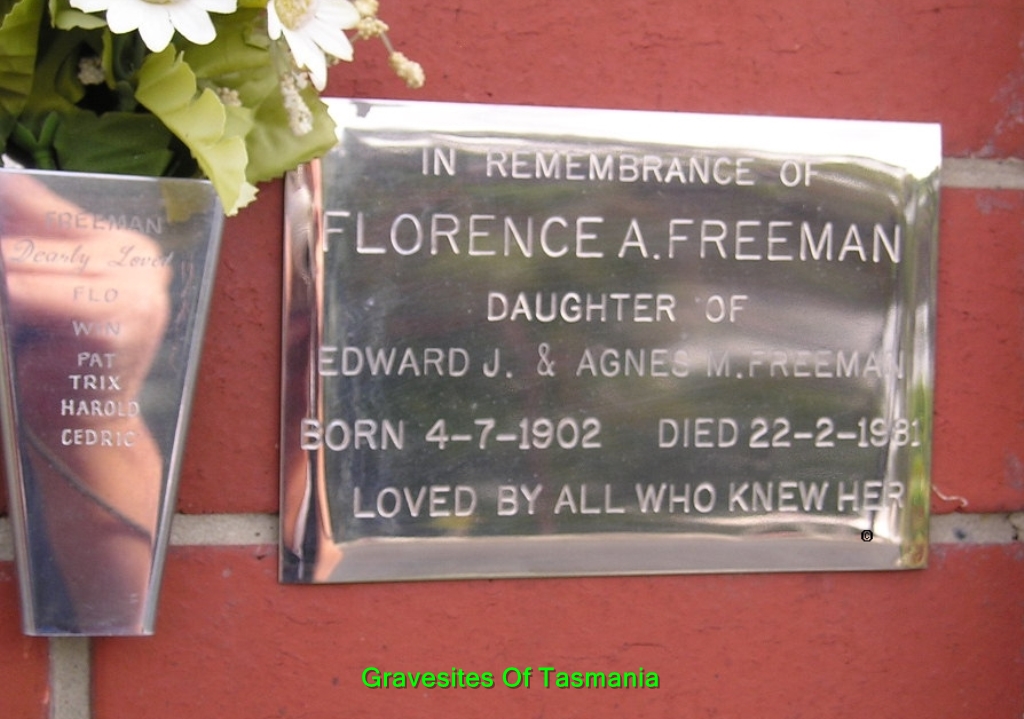 FREEMAN
Dearly Loved
FLO
WIN
PAT
TRIX
HAROLD
CEDRIC
IN REMEMBRANCE OF
FLORENCE A. FREEMAN
DAUGHTER OF
EDWARD J. & AGNES M. FREEMAN
BORN 4-7-1902 DIED 22-2-1981
LOVED BY ALL WHO KNEW HER
©
Gravesites Of Tasmania